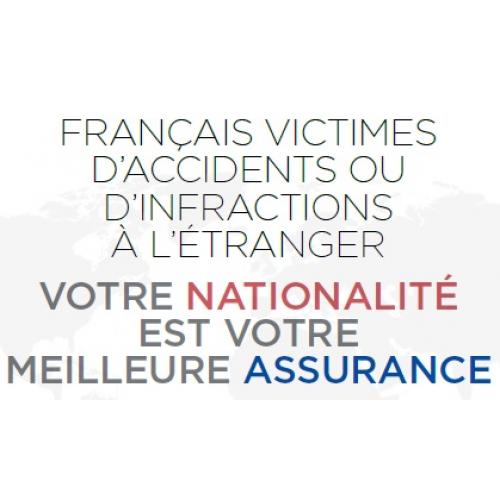 FRANÇAIS VICTIMES
D'ACCIDENTS OU
D'INFRACTIONS
À L'ÉTRANGER
VOTRE NATIONALITÉ
EST VOTRE
MEILLEURE ASSURANCE